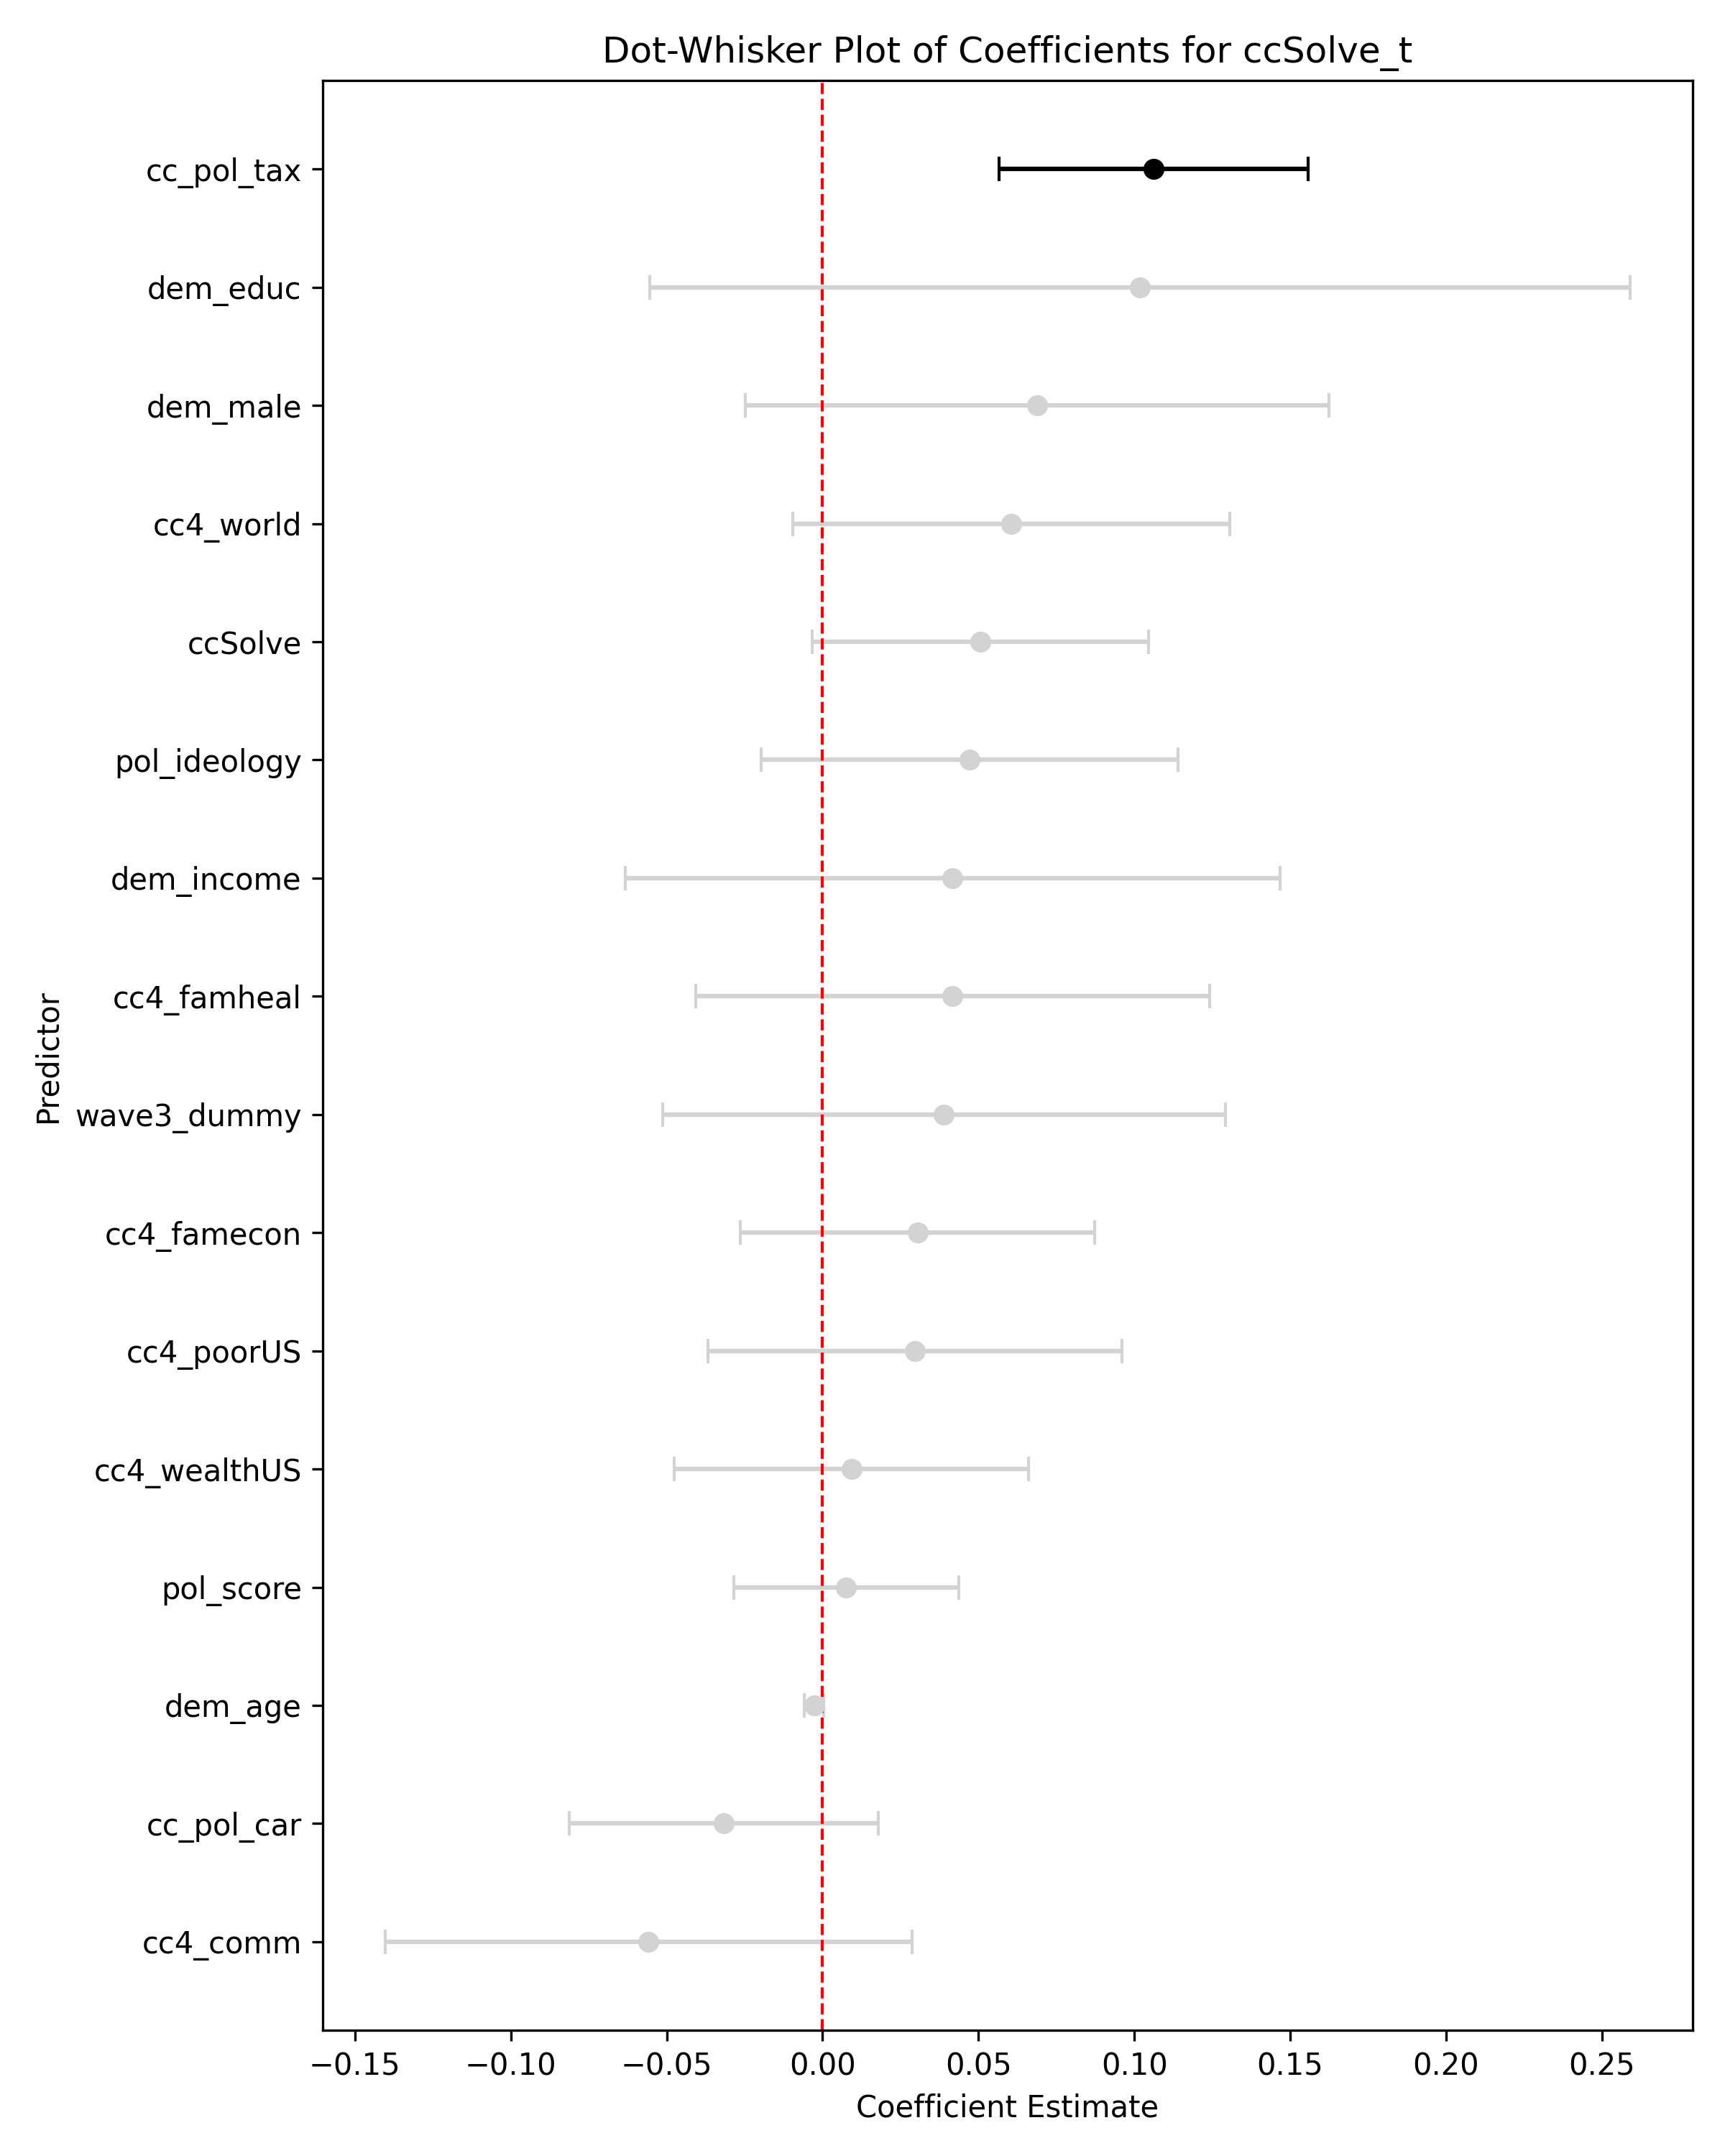 Dot-Whisker Plot of Coefficients for ccSolve_t
Predictor
cc_pol_tax
dem_educ
dem_male
cc4_world
ccSolve
pol_ideology
dem_income
cc4_famheal
wave3_dummy
cc4_famecon
cc4_poorUS
cc4_wealthUS
pol_score
dem_age
cc_pol_car
cc4_comm
−0.15 −0.10 −0.05 0.00 0.05 0.10 0.15 0.20 0.25
Coefficient Estimate